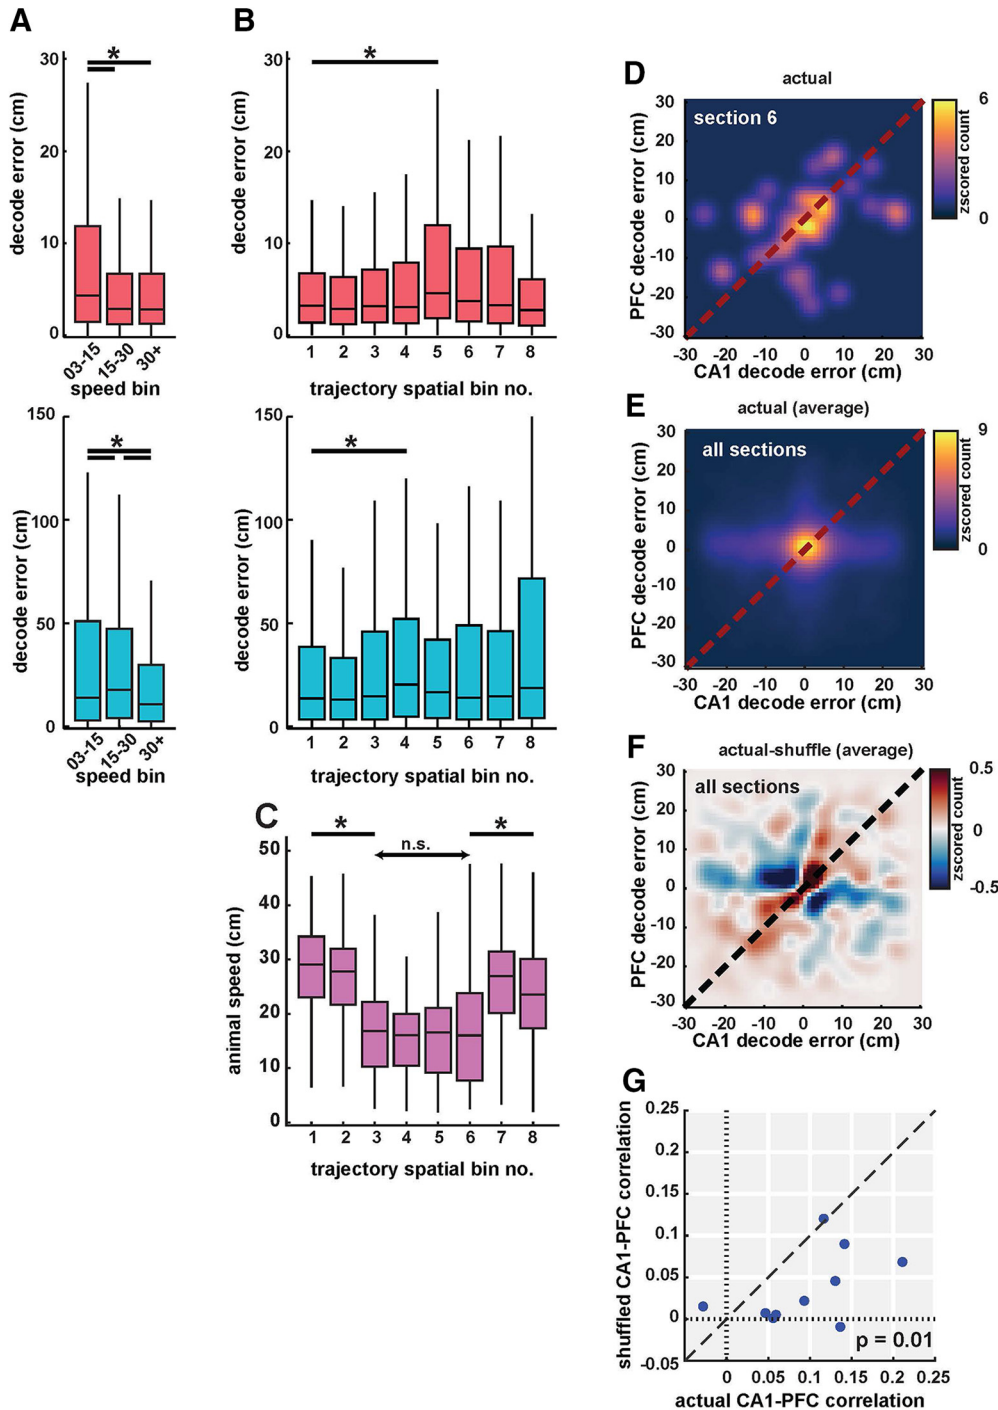 A
decode error (cm)
30
20
10
0
*
03-15
15-30
30+
speed bin
decode error (cm)
150
100
50
0
*
03-15
15-30
30+
speed bin
B
decode error (cm)
30
20
10
0
*
1 2 3 4 5 6 7 8
trajectory spatial bin no.
decode error (cm)
150
100
50
0
*
1 2 3 4 5 6 7 8
trajectory spatial bin no.
C
animal speed (cm)
50
40
30
20
10
0
*
n.s.
*
1 2 3 4 5 6 7 8
trajectory spatial bin no.
D
actual
section 6
PFC decode error (cm)
30
20
10
0
-10
-20
-30
-30 -20 -10 0 10 20 30
CA1 decode error (cm)
6
0
zscored count
E
actual (average)
all sections
PFC decode error (cm)
30
20
10
0
-10
-20
-30
-30 -20 -10 0 10 20 30
CA1 decode error (cm)
9
0
zscored count
F
actual-shuffle (average)
all sections
PFC decode error (cm)
30
20
10
0
-10
-20
-30
-30 -20 -10 0 10 20 30
CA1 decode error (cm)
0.5
0
-0.5
zscored count
G
shuffled CA1-PFC correlation
0.25
0.2
0.15
0.1
0.05
0
-0.05
p = 0.01
0 0.05 0.1 0.15 0.2 0.25
actual CA1-PFC correlation